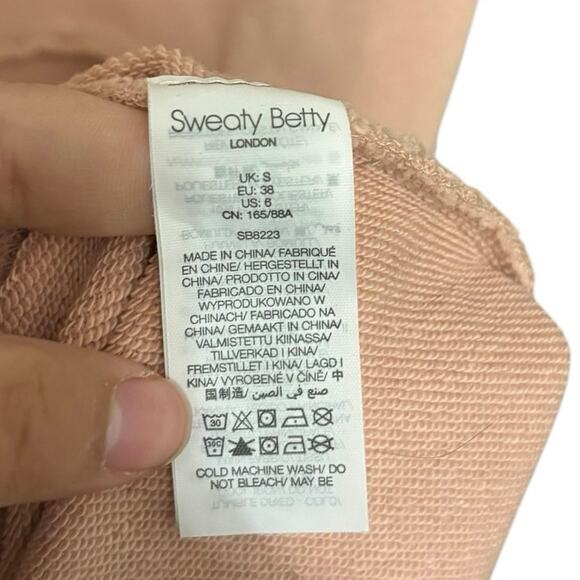 Sweaty Betty
LONDON
UK: S
EU: 38
US: 6
CN: 165/88A
SB8223
MADE IN CHINA/ FABRIQUÉ
EN CHINE/ HERGESTELLT IN
CHINA/ PRODOTTO IN CINA/
FABRICADO EN CHINA/
WYPRODUKOWANO W
CHINACH/ FABRICADO NA
CHINA/ GEMAAKT IN CHINA/
VALMISTETTU KIINASSA/
TILLVERKAD I KINA/
FREMSTILLET I KINA/ LAGD I
KINA/ VYROBENÉ V ČÍNĚ/ 中
国制造/ صنع في الصين
30
30C
COLD MACHINE WASH/ DO
NOT BLEACH/ MAY BE